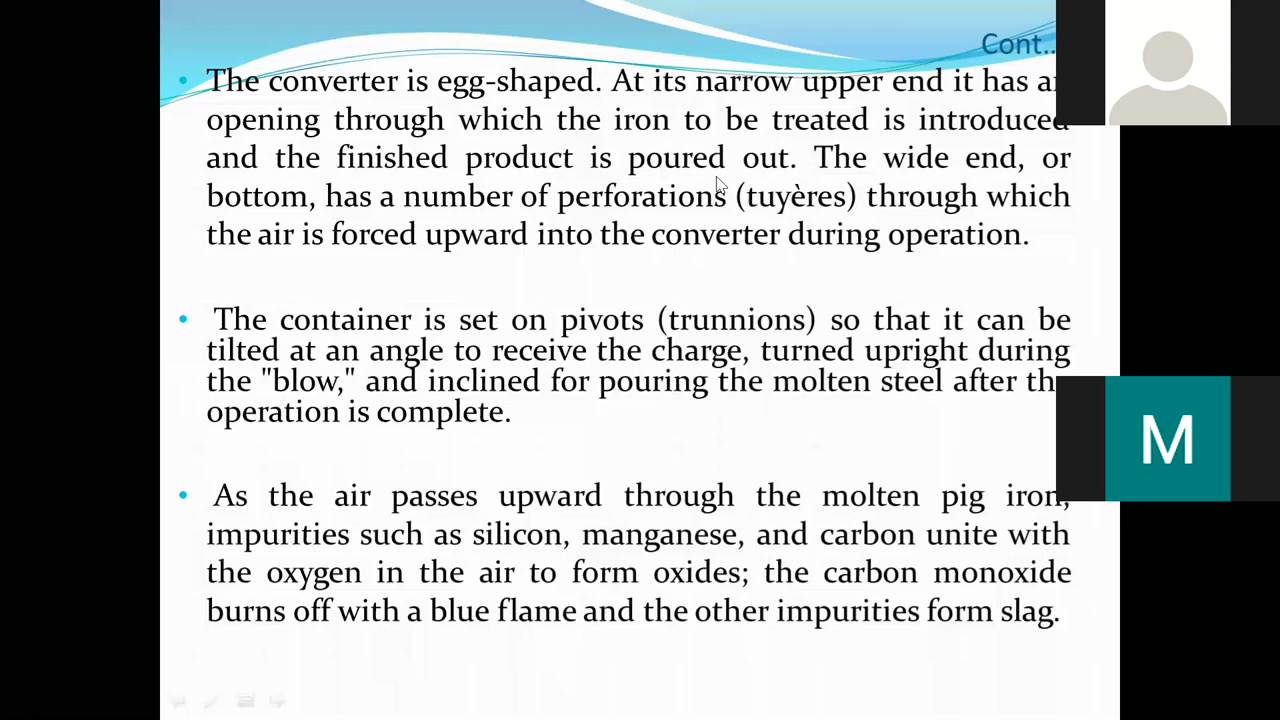 Cont..
The converter is egg-shaped. At its narrow upper end it has an
opening through which the iron to be treated is introduced
and the finished product is poured out. The wide end, or
bottom, has a number of perforations (tuyères) through which
the air is forced upward into the converter during operation.
The container is set on pivots (trunnions) so that it can be
tilted at an angle to receive the charge, turned upright during
the "blow," and inclined for pouring the molten steel after the
operation is complete.
As the air passes upward through the molten pig iron,
impurities such as silicon, manganese, and carbon unite with
the oxygen in the air to form oxides; the carbon monoxide
burns off with a blue flame and the other impurities form slag.
M